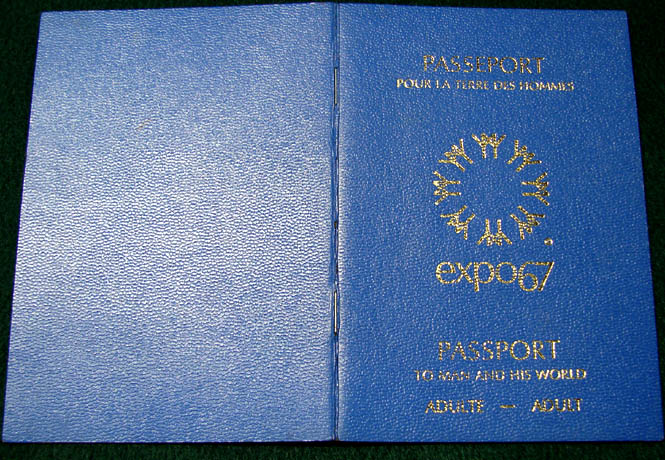 PASSEPORT
POUR LA TERRE DES HOMMES
expo67
PASSPORT
TO MAN AND HIS WORLD
ADULTE — ADULT